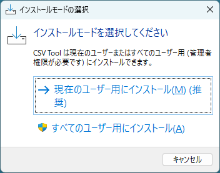 インストールモードの選択
インストールモードを選択してください
CSV Tool は現在のユーザーまたはすべてのユーザー用 (管理者
権限が必要です) にインストールできます。
現在のユーザー用にインストール(M) (推
奨)
すべてのユーザー用にインストール(A)
キャンセル